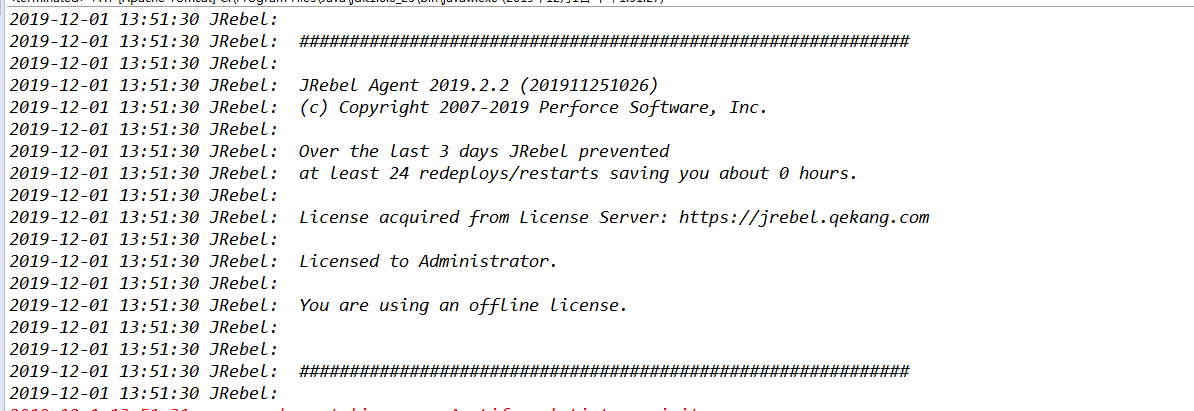 2019-12-01 13:51:30 JRebel:
2019-12-01 13:51:30 JRebel: #############################################################
2019-12-01 13:51:30 JRebel:
2019-12-01 13:51:30 JRebel: JRebel Agent 2019.2.2 (201911251026)
2019-12-01 13:51:30 JRebel: (c) Copyright 2007-2019 Perforce Software, Inc.
2019-12-01 13:51:30 JRebel:
2019-12-01 13:51:30 JRebel: Over the last 3 days JRebel prevented
2019-12-01 13:51:30 JRebel: at least 24 redeploys/restarts saving you about 0 hours.
2019-12-01 13:51:30 JRebel:
2019-12-01 13:51:30 JRebel: License acquired from License Server: https://jrebel.qekang.com
2019-12-01 13:51:30 JRebel:
2019-12-01 13:51:30 JRebel: Licensed to Administrator.
2019-12-01 13:51:30 JRebel:
2019-12-01 13:51:30 JRebel: You are using an offline license.
2019-12-01 13:51:30 JRebel:
2019-12-01 13:51:30 JRebel:
2019-12-01 13:51:30 JRebel: #############################################################
2019-12-01 13:51:30 JRebel: